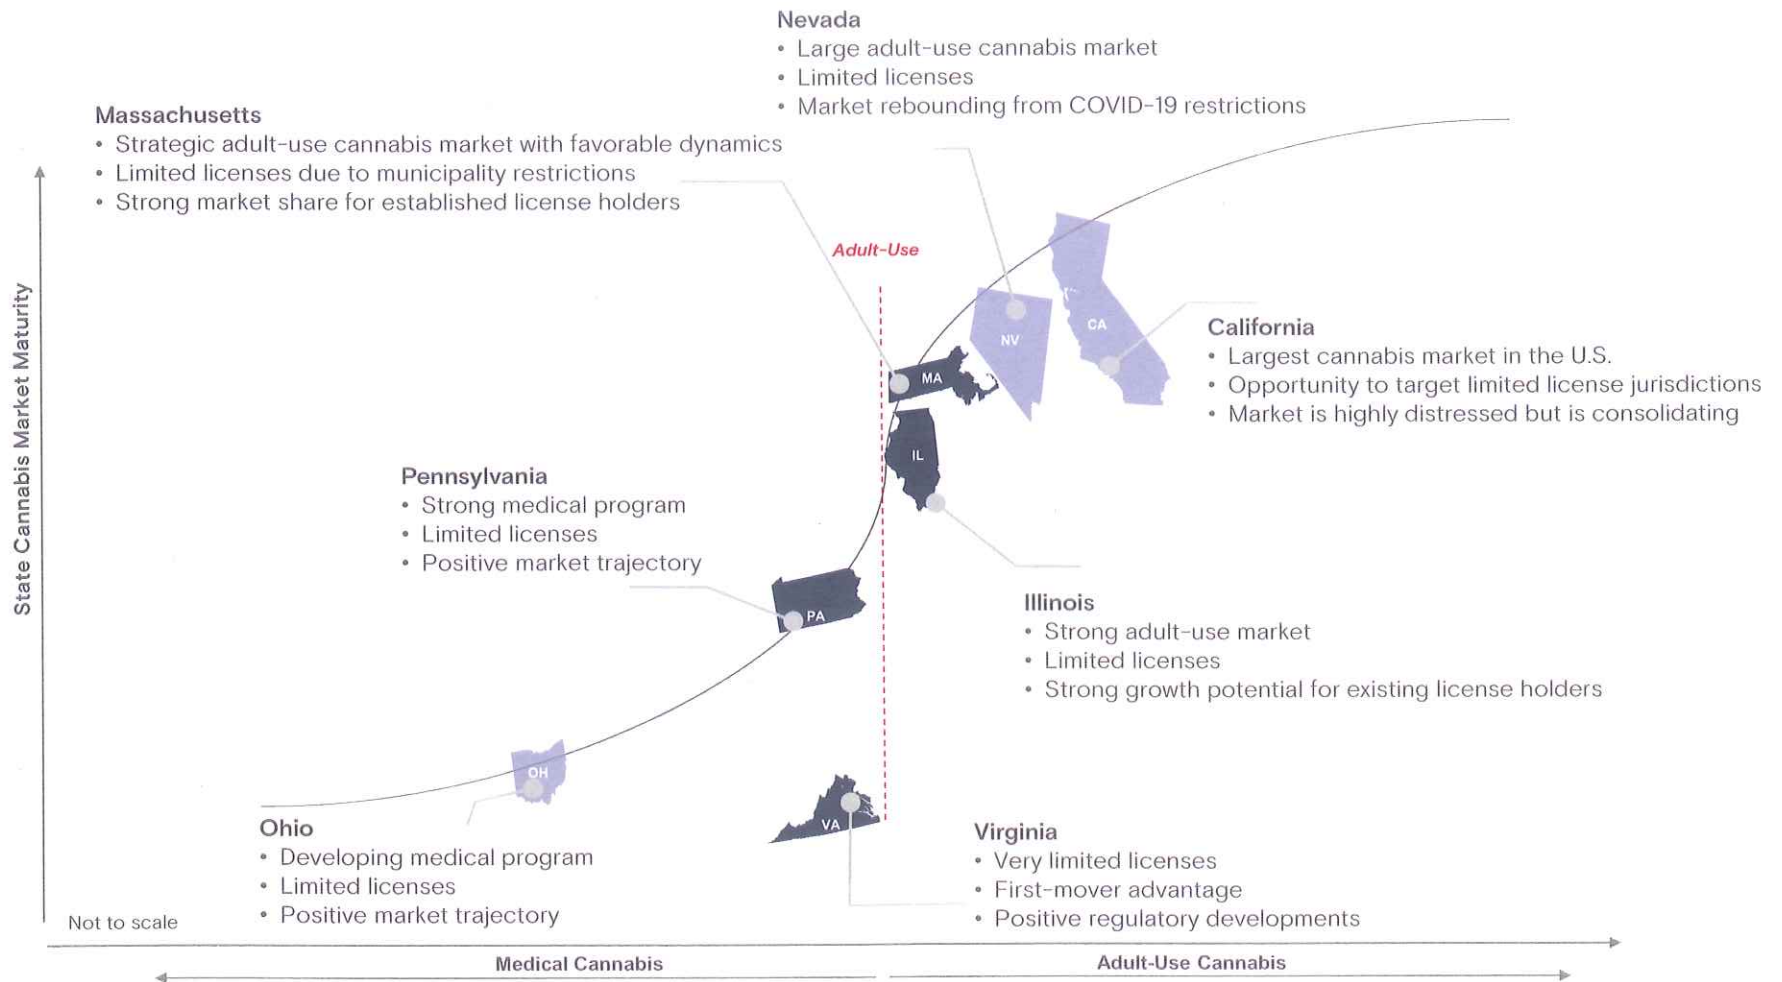 Nevada
• Large adult-use cannabis market
• Limited licenses
• Market rebounding from COVID-19 restrictions
Massachusetts
• Strategic adult-use cannabis market with favorable dynamics
• Limited licenses due to municipality restrictions
• Strong market share for established license holders
Adult-Use
State Cannabis Market Maturity
NV
CA
MA
IL
California
• Largest cannabis market in the U.S.
• Opportunity to target limited license jurisdictions
• Market is highly distressed but is consolidating
Pennsylvania
• Strong medical program
• Limited licenses
• Positive market trajectory
PA
Illinois
• Strong adult-use market
• Limited licenses
• Strong growth potential for existing license holders
OH
VA
Ohio
• Developing medical program
• Limited licenses
• Positive market trajectory
Virginia
• Very limited licenses
• First-mover advantage
• Positive regulatory developments
Not to scale
Medical Cannabis
Adult-Use Cannabis